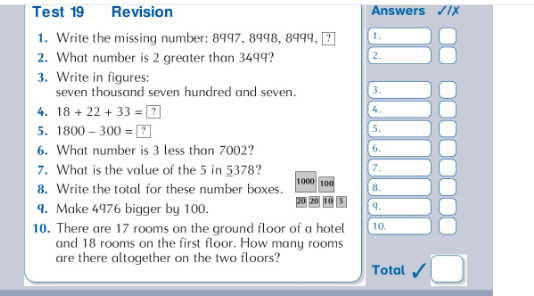 Test 19 Revision
Answers ✓/✗
1. Write the missing number: 8997, 8998, 8999, ?
2. What number is 2 greater than 3499?
3. Write in figures:
seven thousand seven hundred and seven.
4. 18 + 22 + 33 = ?
5. 1800 – 300 = ?
6. What number is 3 less than 7002?
7. What is the value of the 5 in 5378?
8. Write the total for these number boxes.
1000 100
20 20 10 5
9. Make 4976 bigger by 100.
10. There are 17 rooms on the ground floor of a hotel
and 18 rooms on the first floor. How many rooms
are there altogether on the two floors?
1.
2.
3.
4.
5.
6.
7.
8.
9.
10.
Total ✓